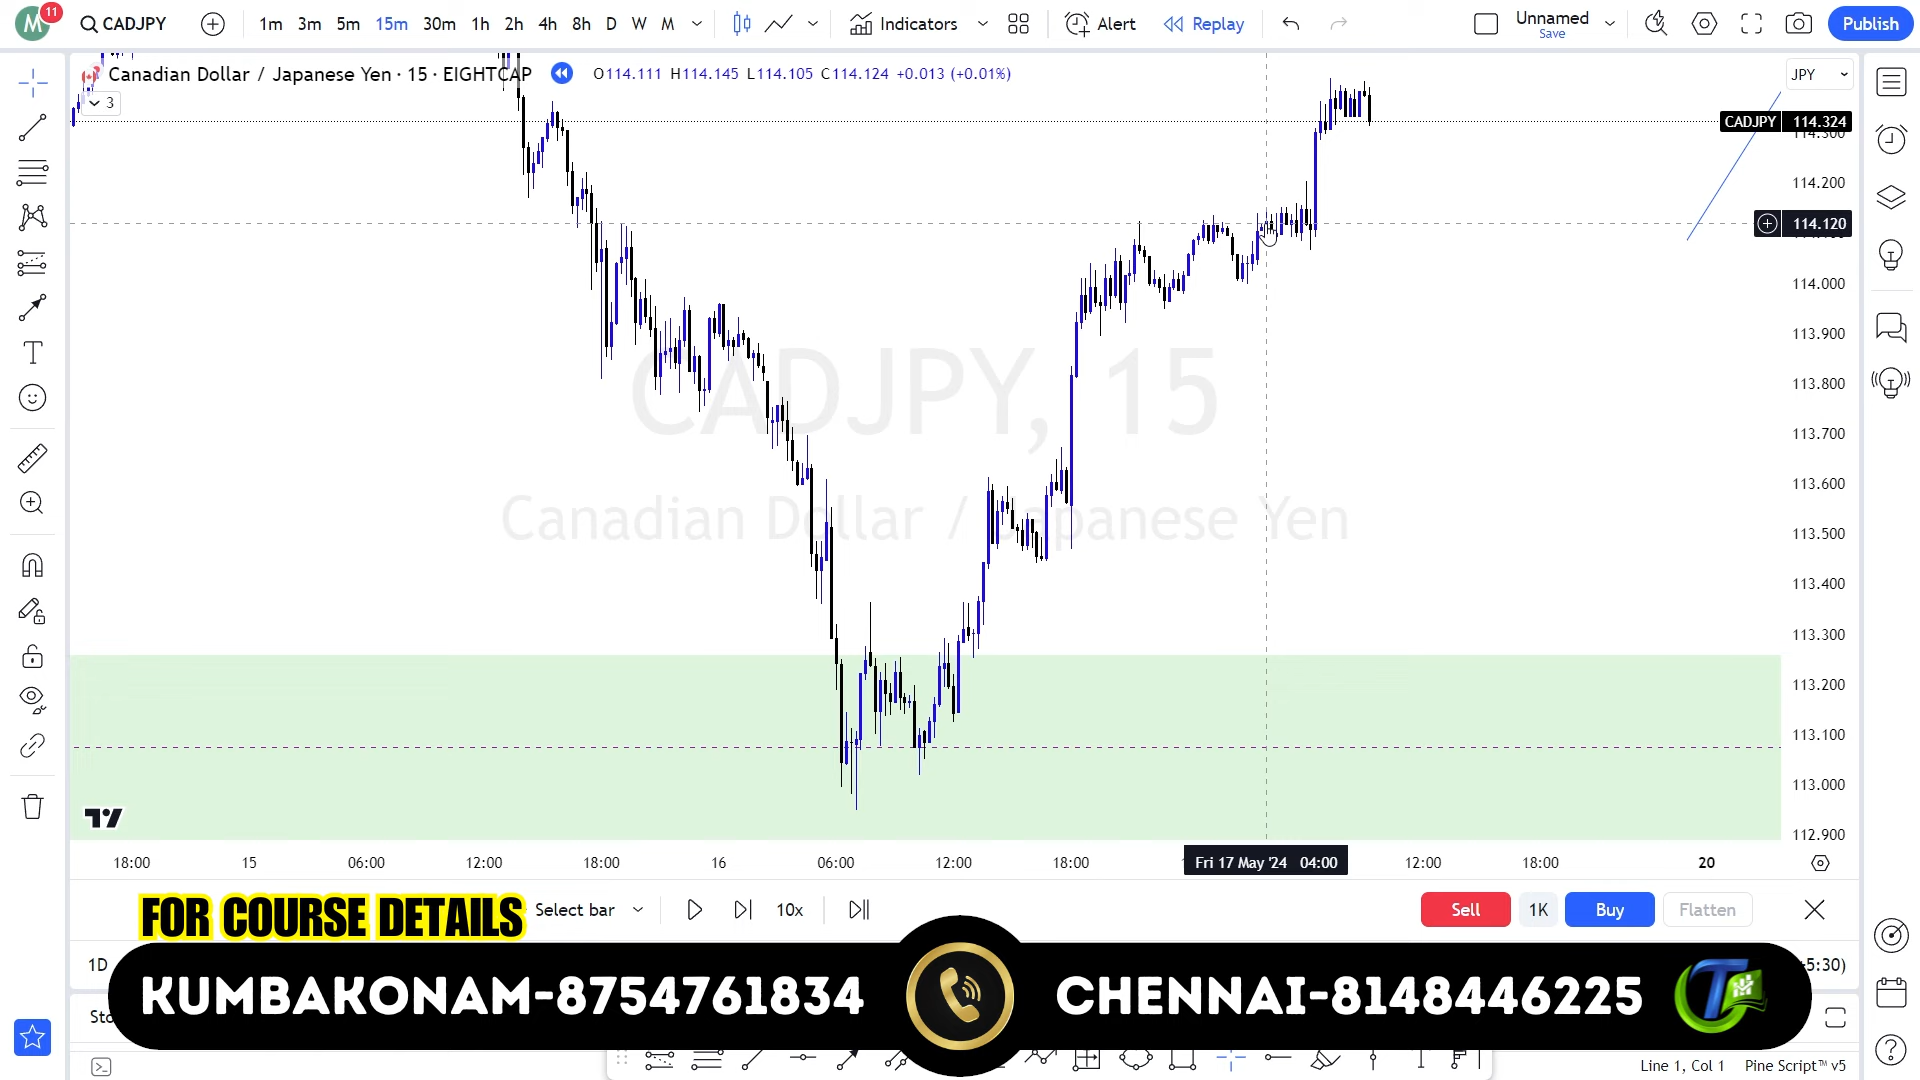 M 11 CADJPY 1m 3m 5m 15m 30m 1h 2h 4h 8h D W M Indicators Alert Replay Unnamed Save Publish
Canadian Dollar / Japanese Yen · 15 · EIGHTCAP O114.111 H114.145 L114.105 C114.124 +0.013 (+0.01%) JPY
3
CADJPY 114.324
114.300
114.200
114.120
114.000
113.900
113.800
113.700
113.600
113.500
113.400
113.300
113.200
113.100
113.000
112.900
CADJPY, 15
Canadian Dollar / Japanese Yen
18:00 15 06:00 12:00 18:00 16 06:00 12:00 18:00 Fri 17 May '24 04:00 12:00 18:00 20
FOR COURSE DETAILS Select bar 10x Sell 1K Buy Flatten
1D 5:30)
KUMBAKONAM-8754761834 CHENNAI-8148446225
Sto
Line 1, Col 1 Pine Script™ v5